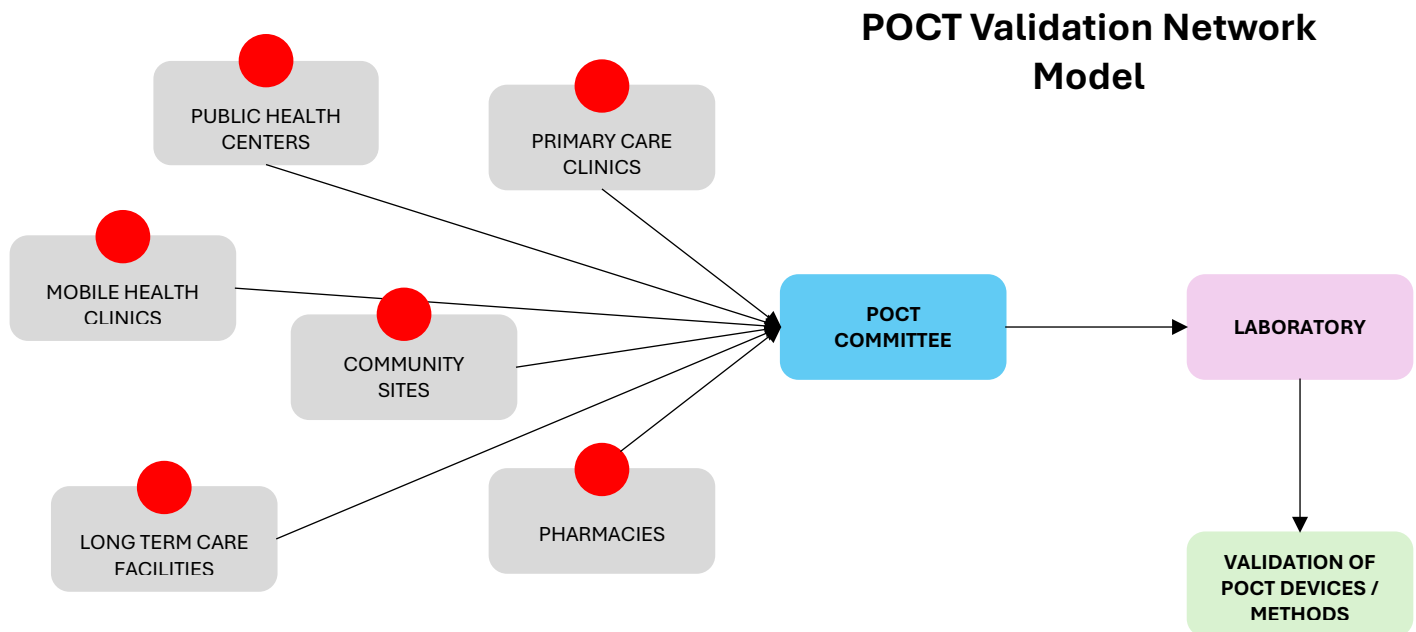 POCT Validation Network
Model
PUBLIC HEALTH
CENTERS
PRIMARY CARE
CLINICS
MOBILE HEALTH
CLINICS
COMMUNITY
SITES
LONG TERM CARE
FACILITIES
PHARMACIES
POCT
COMMITTEE
LABORATORY
VALIDATION OF
POCT DEVICES /
METHODS